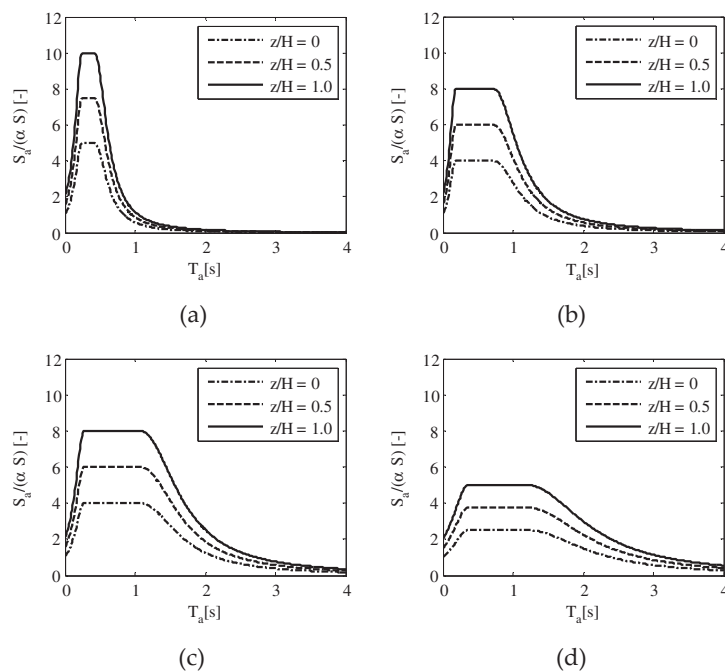 12
10
8
6
4
2
0
S_a/(α S) [-]
z/H = 0
z/H = 0.5
z/H = 1.0
0 1 2 3 4
T_a[s]
(a)
12
10
8
6
4
2
0
S_a/(α S) [-]
z/H = 0
z/H = 0.5
z/H = 1.0
0 1 2 3 4
T_a[s]
(b)
12
10
8
6
4
2
0
S_a/(α S) [-]
z/H = 0
z/H = 0.5
z/H = 1.0
0 1 2 3 4
T_a[s]
(c)
12
10
8
6
4
2
0
S_a/(α S) [-]
z/H = 0
z/H = 0.5
z/H = 1.0
0 1 2 3 4
T_a[s]
(d)